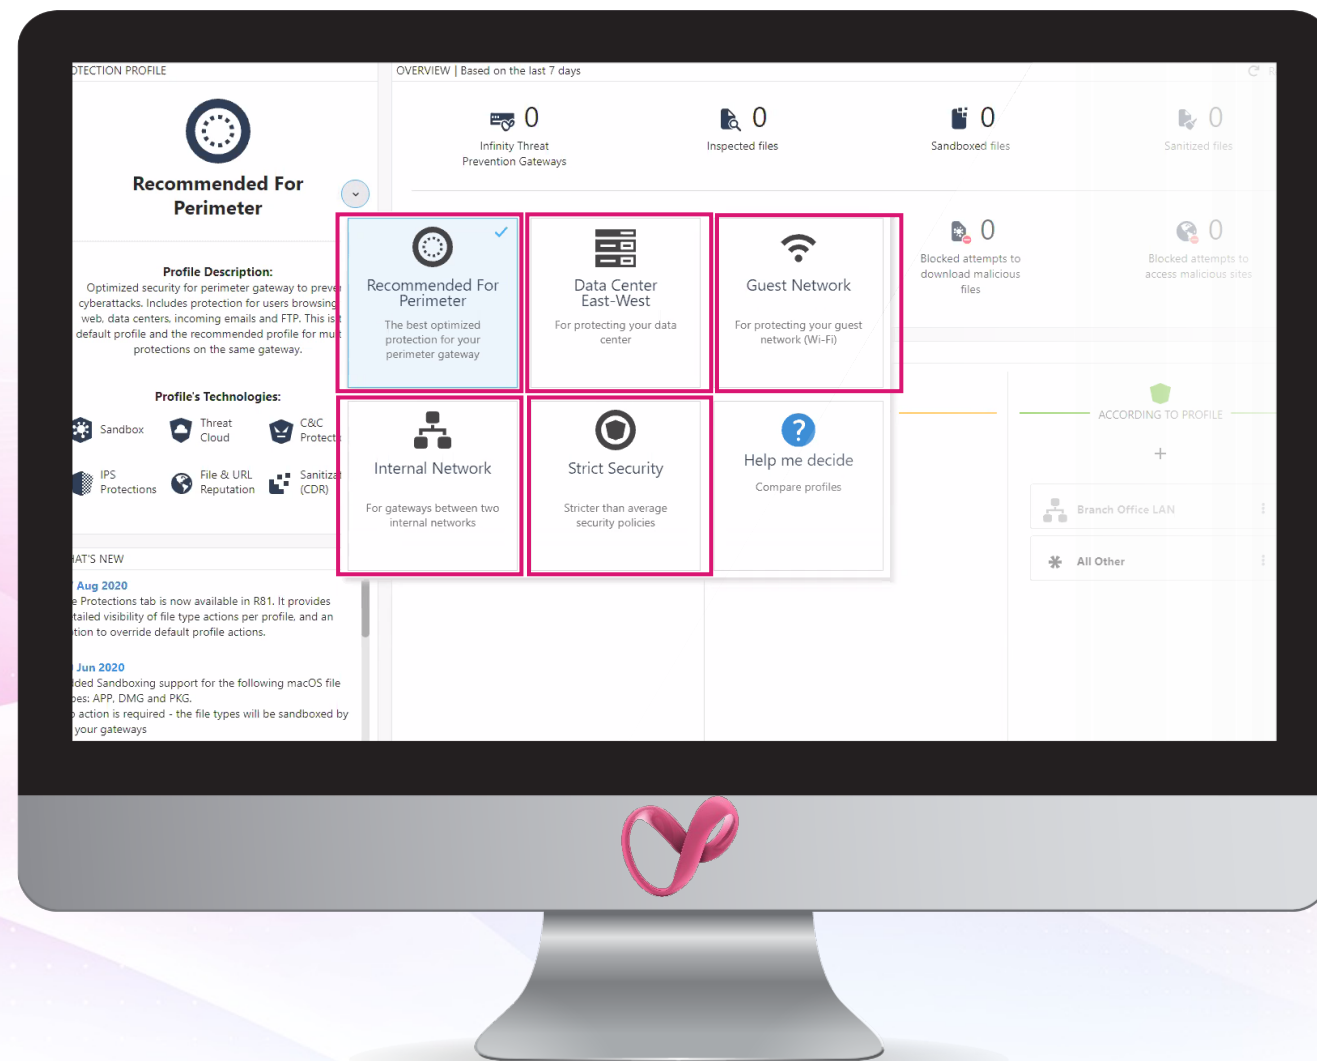 OTECTION PROFILE
Recommended For
Perimeter
Profile Description:
Optimized security for perimeter gateway to preve
cyberattacks. Includes protection for users browsing
web, data centers, incoming emails and FTP. This is
default profile and the recommended profile for mu
protections on the same gateway.
Profile's Technologies:
Sandbox
Threat
Cloud
C&C
Protect
IPS
Protections
File & URL
Reputation
Sanitiza
(CDR)
HAT'S NEW
Aug 2020
e Protections tab is now available in R81. It provides
tailed visibility of file type actions per profile, and an
tion to override default profile actions.
Jun 2020
ded Sandboxing support for the following macOS file
pes: APP, DMG and PKG.
o action is required - the file types will be sandboxed by
your gateways
OVERVIEW | Based on the last 7 days
0
Infinity Threat
Prevention Gateways
0
Inspected files
0
Sandboxed files
0
Sanitized files
0
Blocked attempts to
download malicious
files
0
Blocked attempts to
access malicious sites
Recommended For
Perimeter
The best optimized
protection for your
perimeter gateway
Data Center
East-West
For protecting your data
center
Guest Network
For protecting your guest
network (Wi-Fi)
Internal Network
For gateways between two
internal networks
Strict Security
Stricter than average
security policies
?
Help me decide
Compare profiles
ACCORDING TO PROFILE
+
Branch Office LAN
All Other